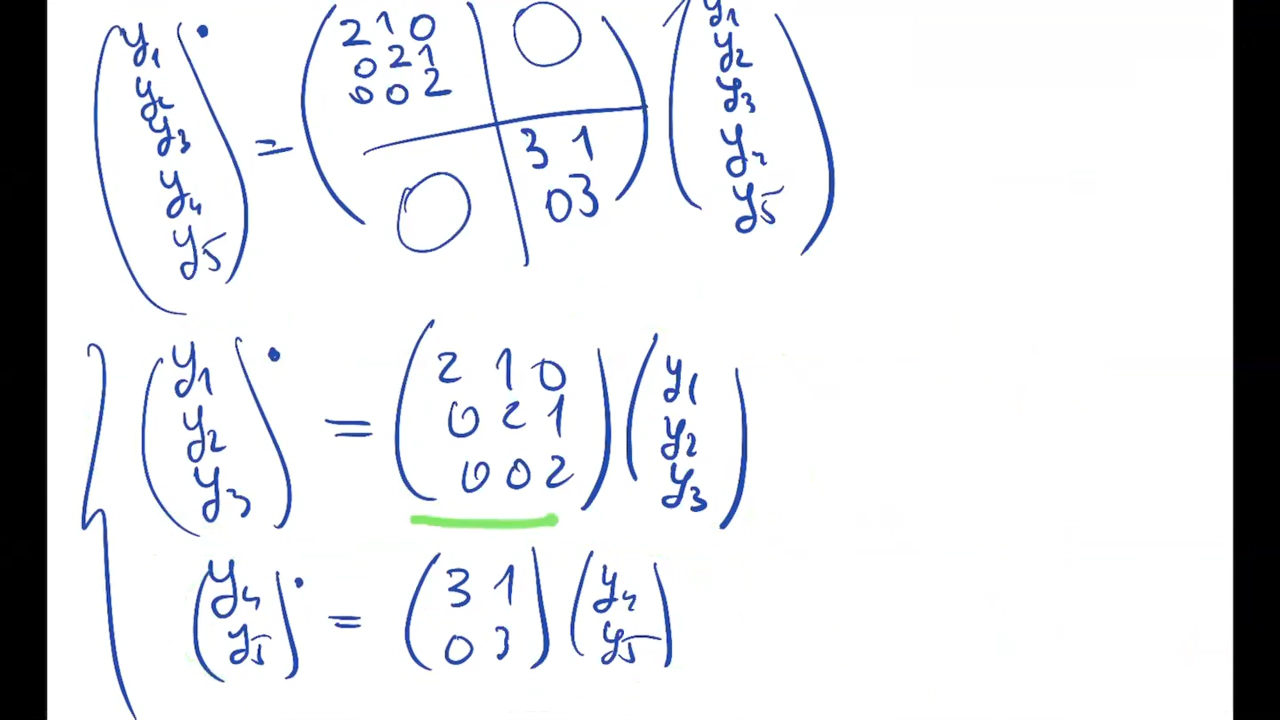 (y1 y2 y3 y4 y5)• = (2 1 0 | 0
0 2 1
0 0 2
0 | 3 1
0 3) (y1 y2 y3 y4 y5)
(y1 y2 y3)• = (2 1 0
0 2 1
0 0 2) (y1 y2 y3)
(y4 y5)• = (3 1
0 3) (y4 y5)